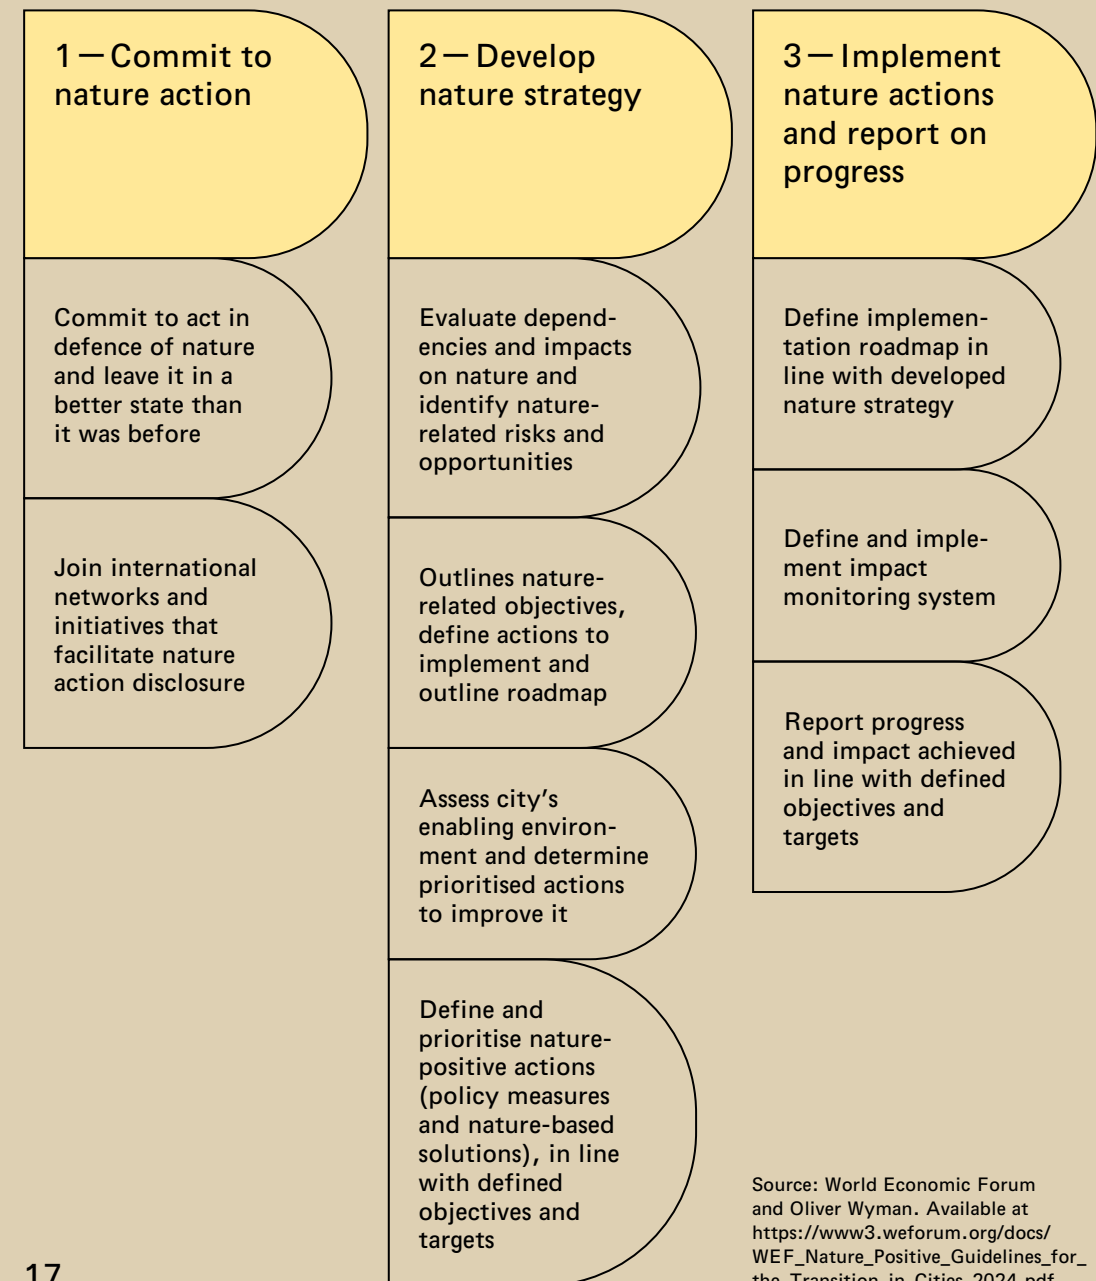 1 — Commit to
nature action
Commit to act in
defence of nature
and leave it in a
better state than
it was before
Join international
networks and
initiatives that
facilitate nature
action disclosure
2 — Develop
nature strategy
Evaluate depend-
encies and impacts
on nature and
identify nature-
related risks and
opportunities
Outlines nature-
related objectives,
define actions to
implement and
outline roadmap
Assess city's
enabling environ-
ment and determine
prioritised actions
to improve it
Define and
prioritise nature-
positive actions
(policy measures
and nature-based
solutions), in line
with defined
objectives and
targets
3 — Implement
nature actions
and report on
progress
Define implemen-
tation roadmap in
line with developed
nature strategy
Define and imple-
ment impact
monitoring system
Report progress
and impact achieved
in line with defined
objectives and
targets
Source: World Economic Forum
and Oliver Wyman. Available at
https://www3.weforum.org/docs/
WEF_Nature_Positive_Guidelines_for_
the_Transition_in_Cities_2024.pdf
17